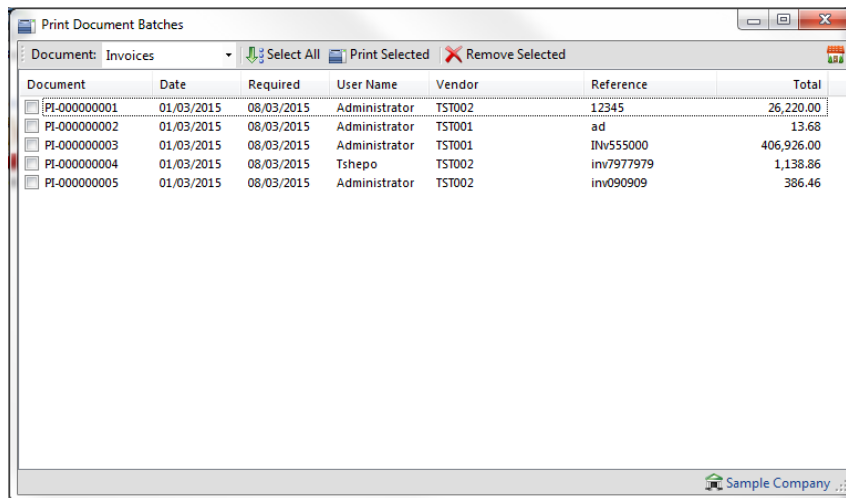 Print Document Batches
Document: Invoices Select All Print Selected Remove Selected
Document Date Required User Name Vendor Reference Total
PI-000000001 01/03/2015 08/03/2015 Administrator TST002 12345 26,220.00
PI-000000002 01/03/2015 08/03/2015 Administrator TST001 ad 13.68
PI-000000003 01/03/2015 08/03/2015 Administrator TST001 INv555000 406,926.00
PI-000000004 01/03/2015 08/03/2015 Tshepo TST002 inv7977979 1,138.86
PI-000000005 01/03/2015 08/03/2015 Administrator TST002 inv090909 386.46
Sample Company